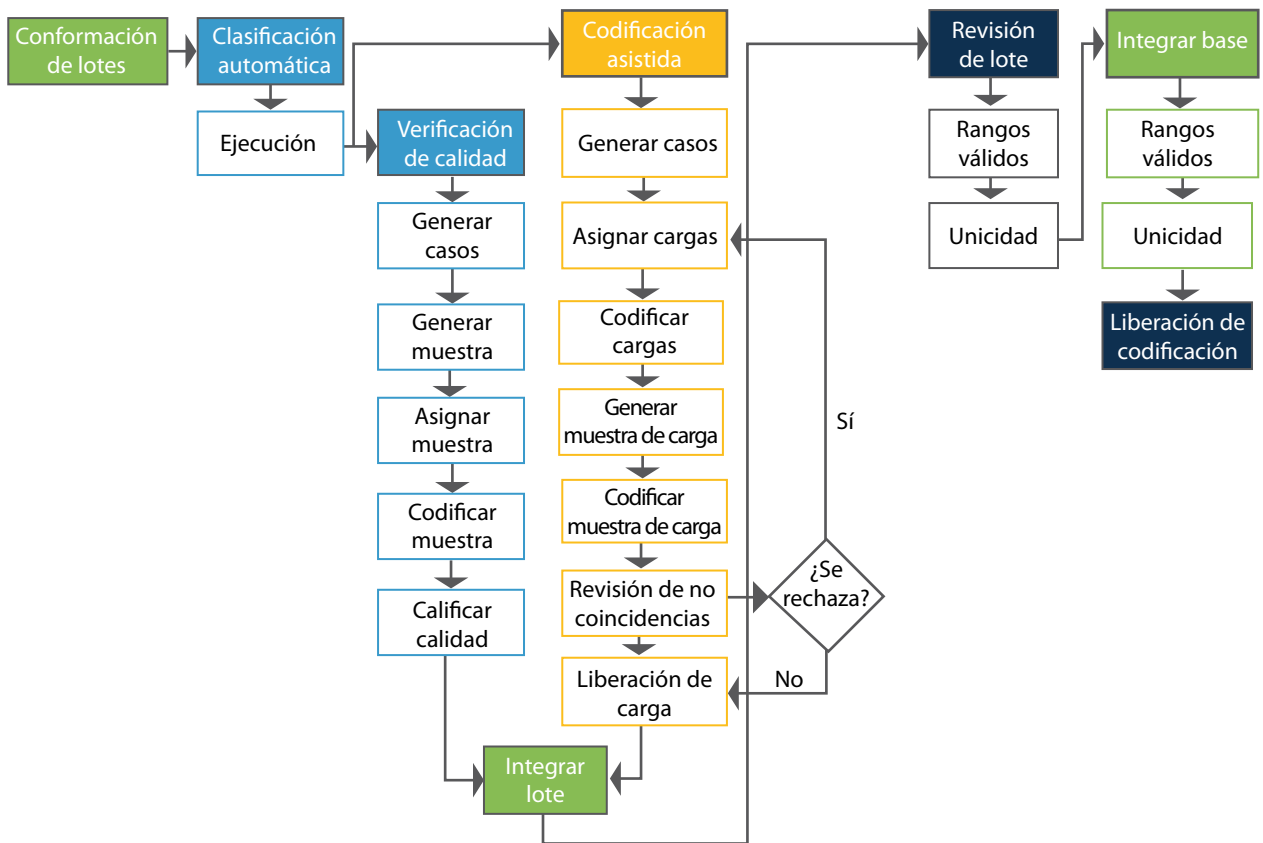 Conformación
de lotes
Clasificación
automática
Ejecución
Verificación
de calidad
Generar
casos
Generar
muestra
Asignar
muestra
Codificar
muestra
Calificar
calidad
Codificación
asistida
Generar casos
Asignar cargas
Codificar
cargas
Generar
muestra de carga
Codificar
muestra de carga
Revisión de no
coincidencias
¿Se
rechaza?
Sí
No
Liberación de
carga
Integrar
lote
Revisión
de lote
Rangos
válidos
Unicidad
Integrar base
Rangos
válidos
Unicidad
Liberación de
codificación